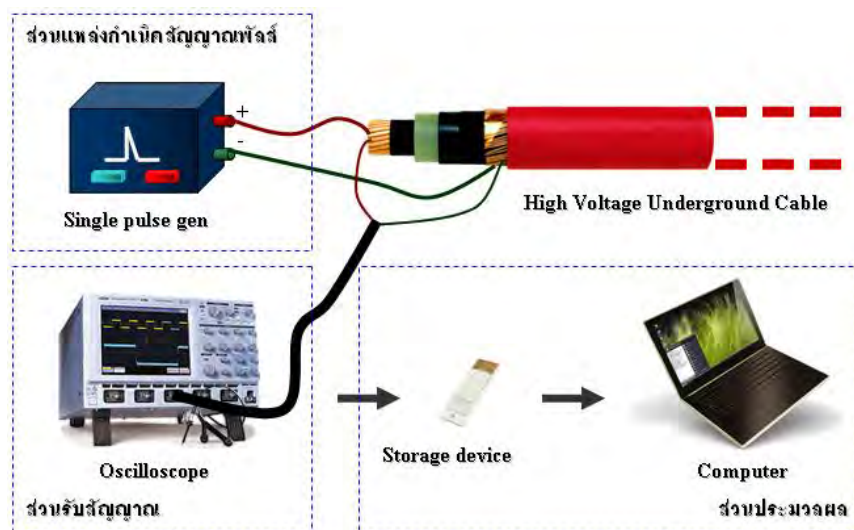 ส่วนแหล่งกำเนิดสัญญาณพัลส์
+
-
Single pulse gen
High Voltage Underground Cable
Oscilloscope
Storage device
Computer
ส่วนรับสัญญาณ
ส่วนประมวลผล